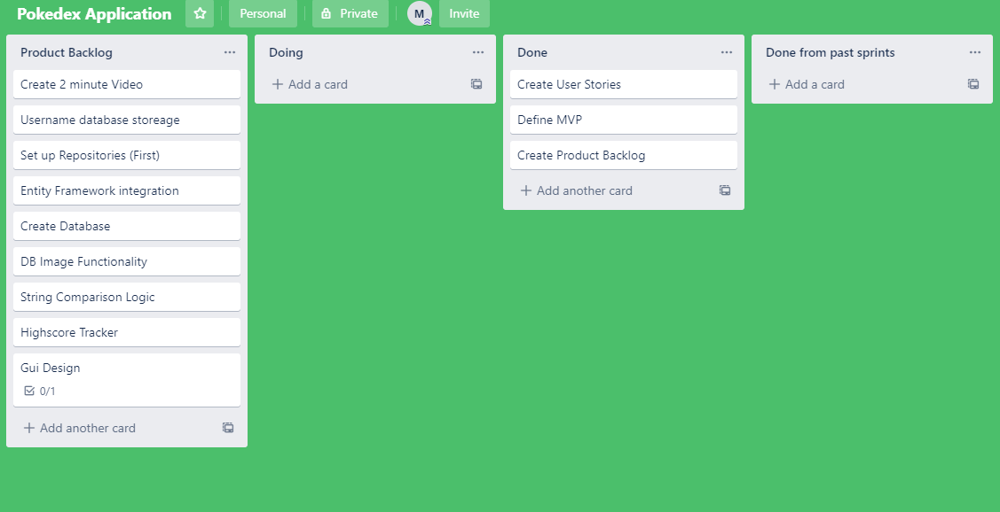 Pokedex Application
Personal
Private
M
Invite
Product Backlog
Create 2 minute Video
Username database storeage
Set up Repositories (First)
Entity Framework integration
Create Database
DB Image Functionality
String Comparison Logic
Highscore Tracker
Gui Design
0/1
+ Add another card
Doing
+ Add a card
Done
Create User Stories
Define MVP
Create Product Backlog
+ Add another card
Done from past sprints
+ Add a card